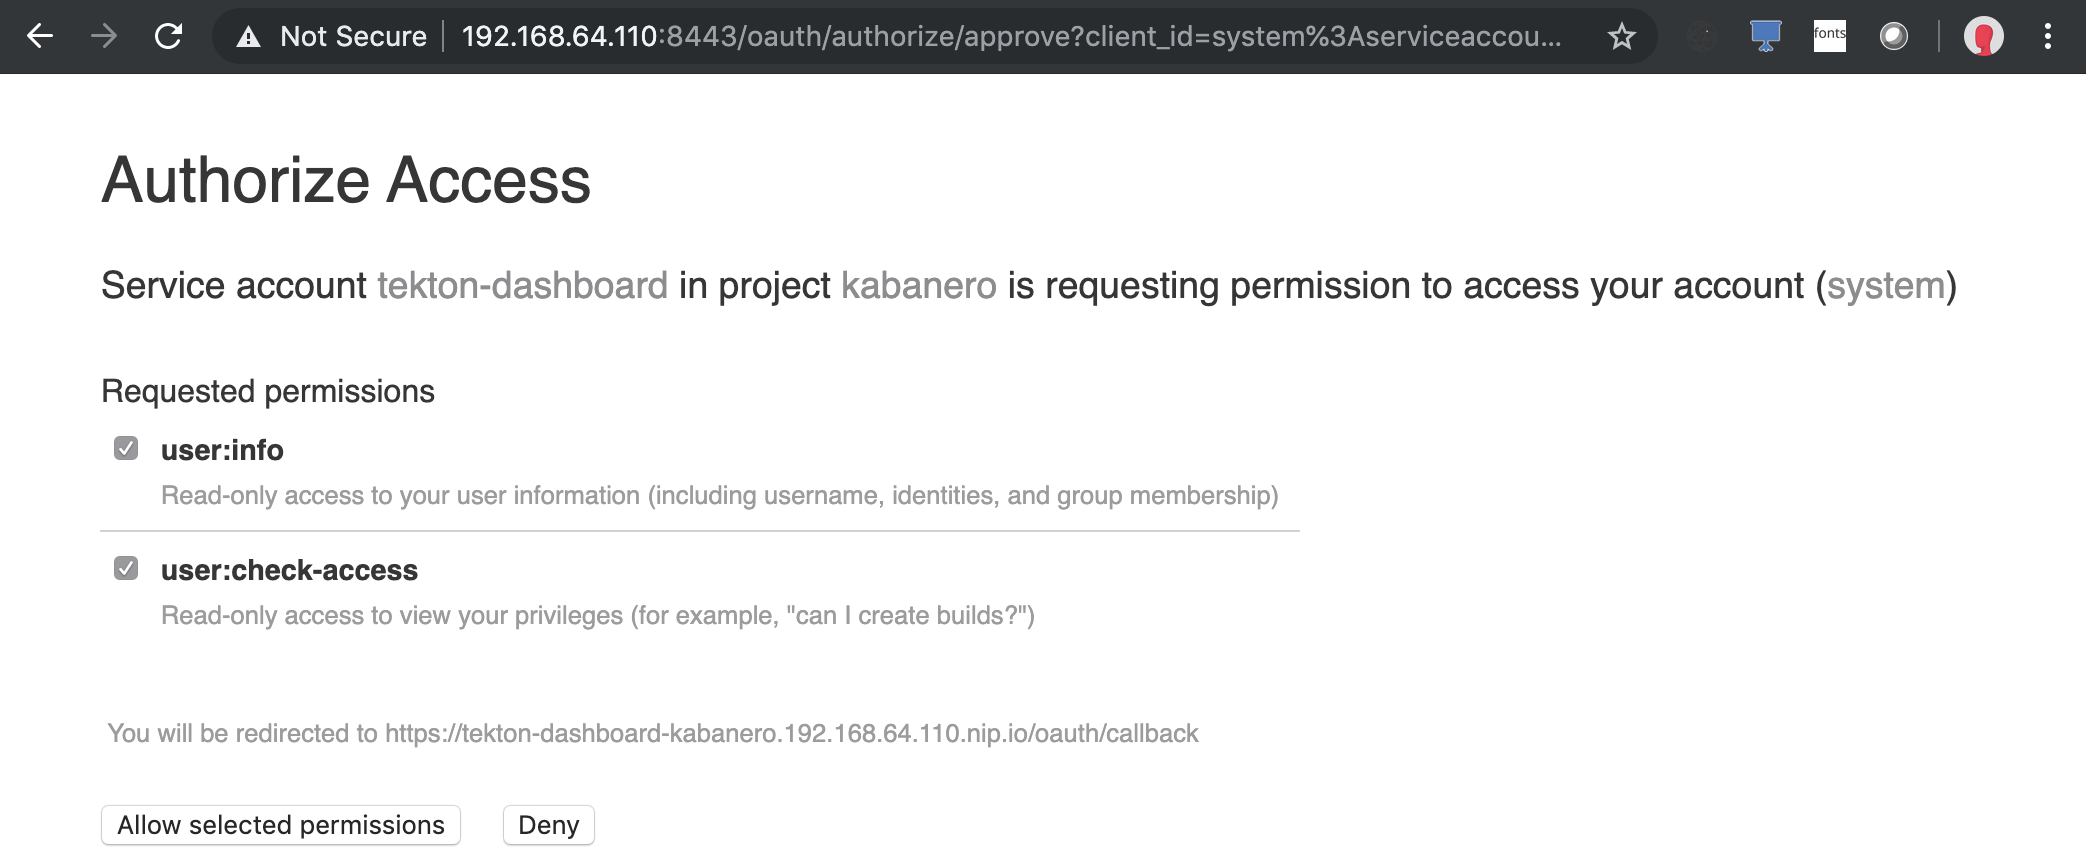 Not Secure 192.168.64.110:8443/oauth/authorize/approve?client_id=system%3Aserviceaccou... fonts
Authorize Access
Service account tekton-dashboard in project kabanero is requesting permission to access your account (system)
Requested permissions
user:info
Read-only access to your user information (including username, identities, and group membership)
user:check-access
Read-only access to view your privileges (for example, "can I create builds?")
You will be redirected to https://tekton-dashboard-kabanero.192.168.64.110.nip.io/oauth/callback
Allow selected permissions Deny